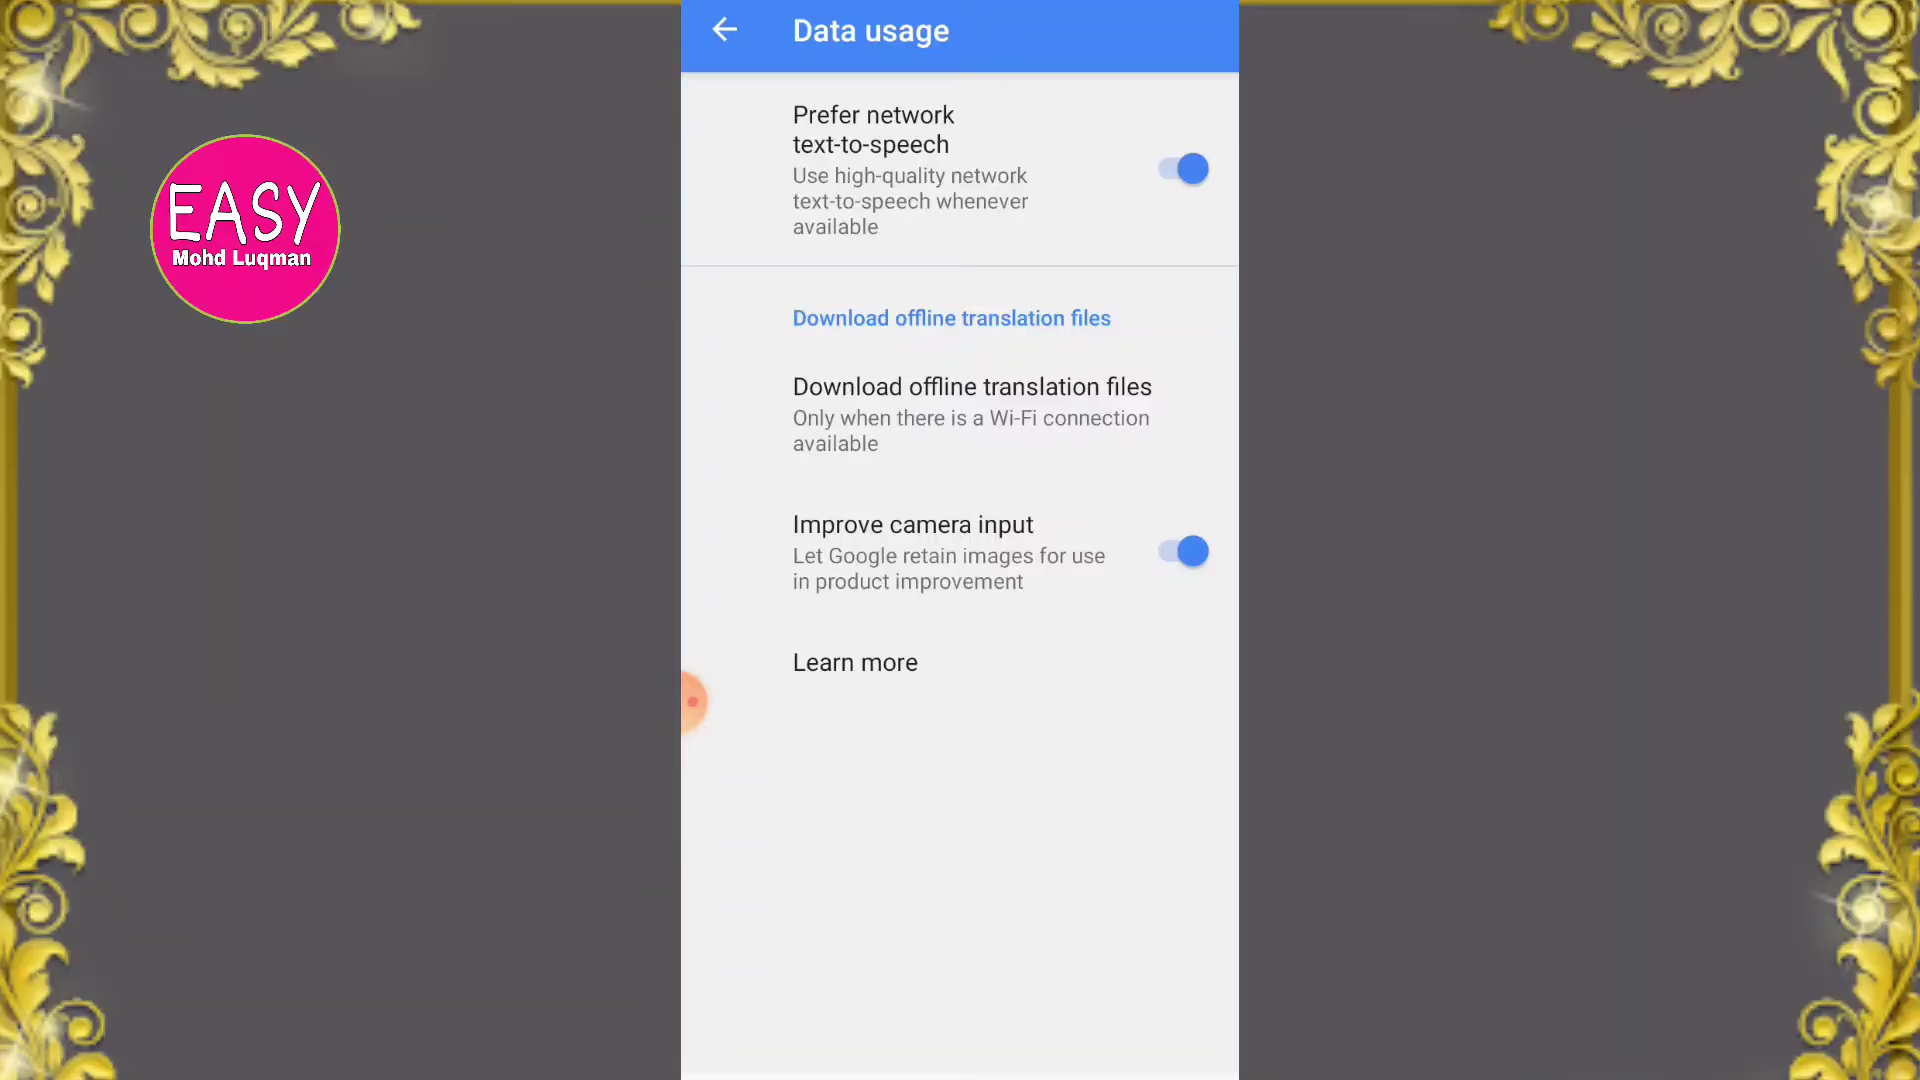 Data usage
EASY
Mohd Luqman
Prefer network
text-to-speech
Use high-quality network
text-to-speech whenever
available
Download offline translation files
Download offline translation files
Only when there is a Wi-Fi connection
available
Improve camera input
Let Google retain images for use
in product improvement
Learn more